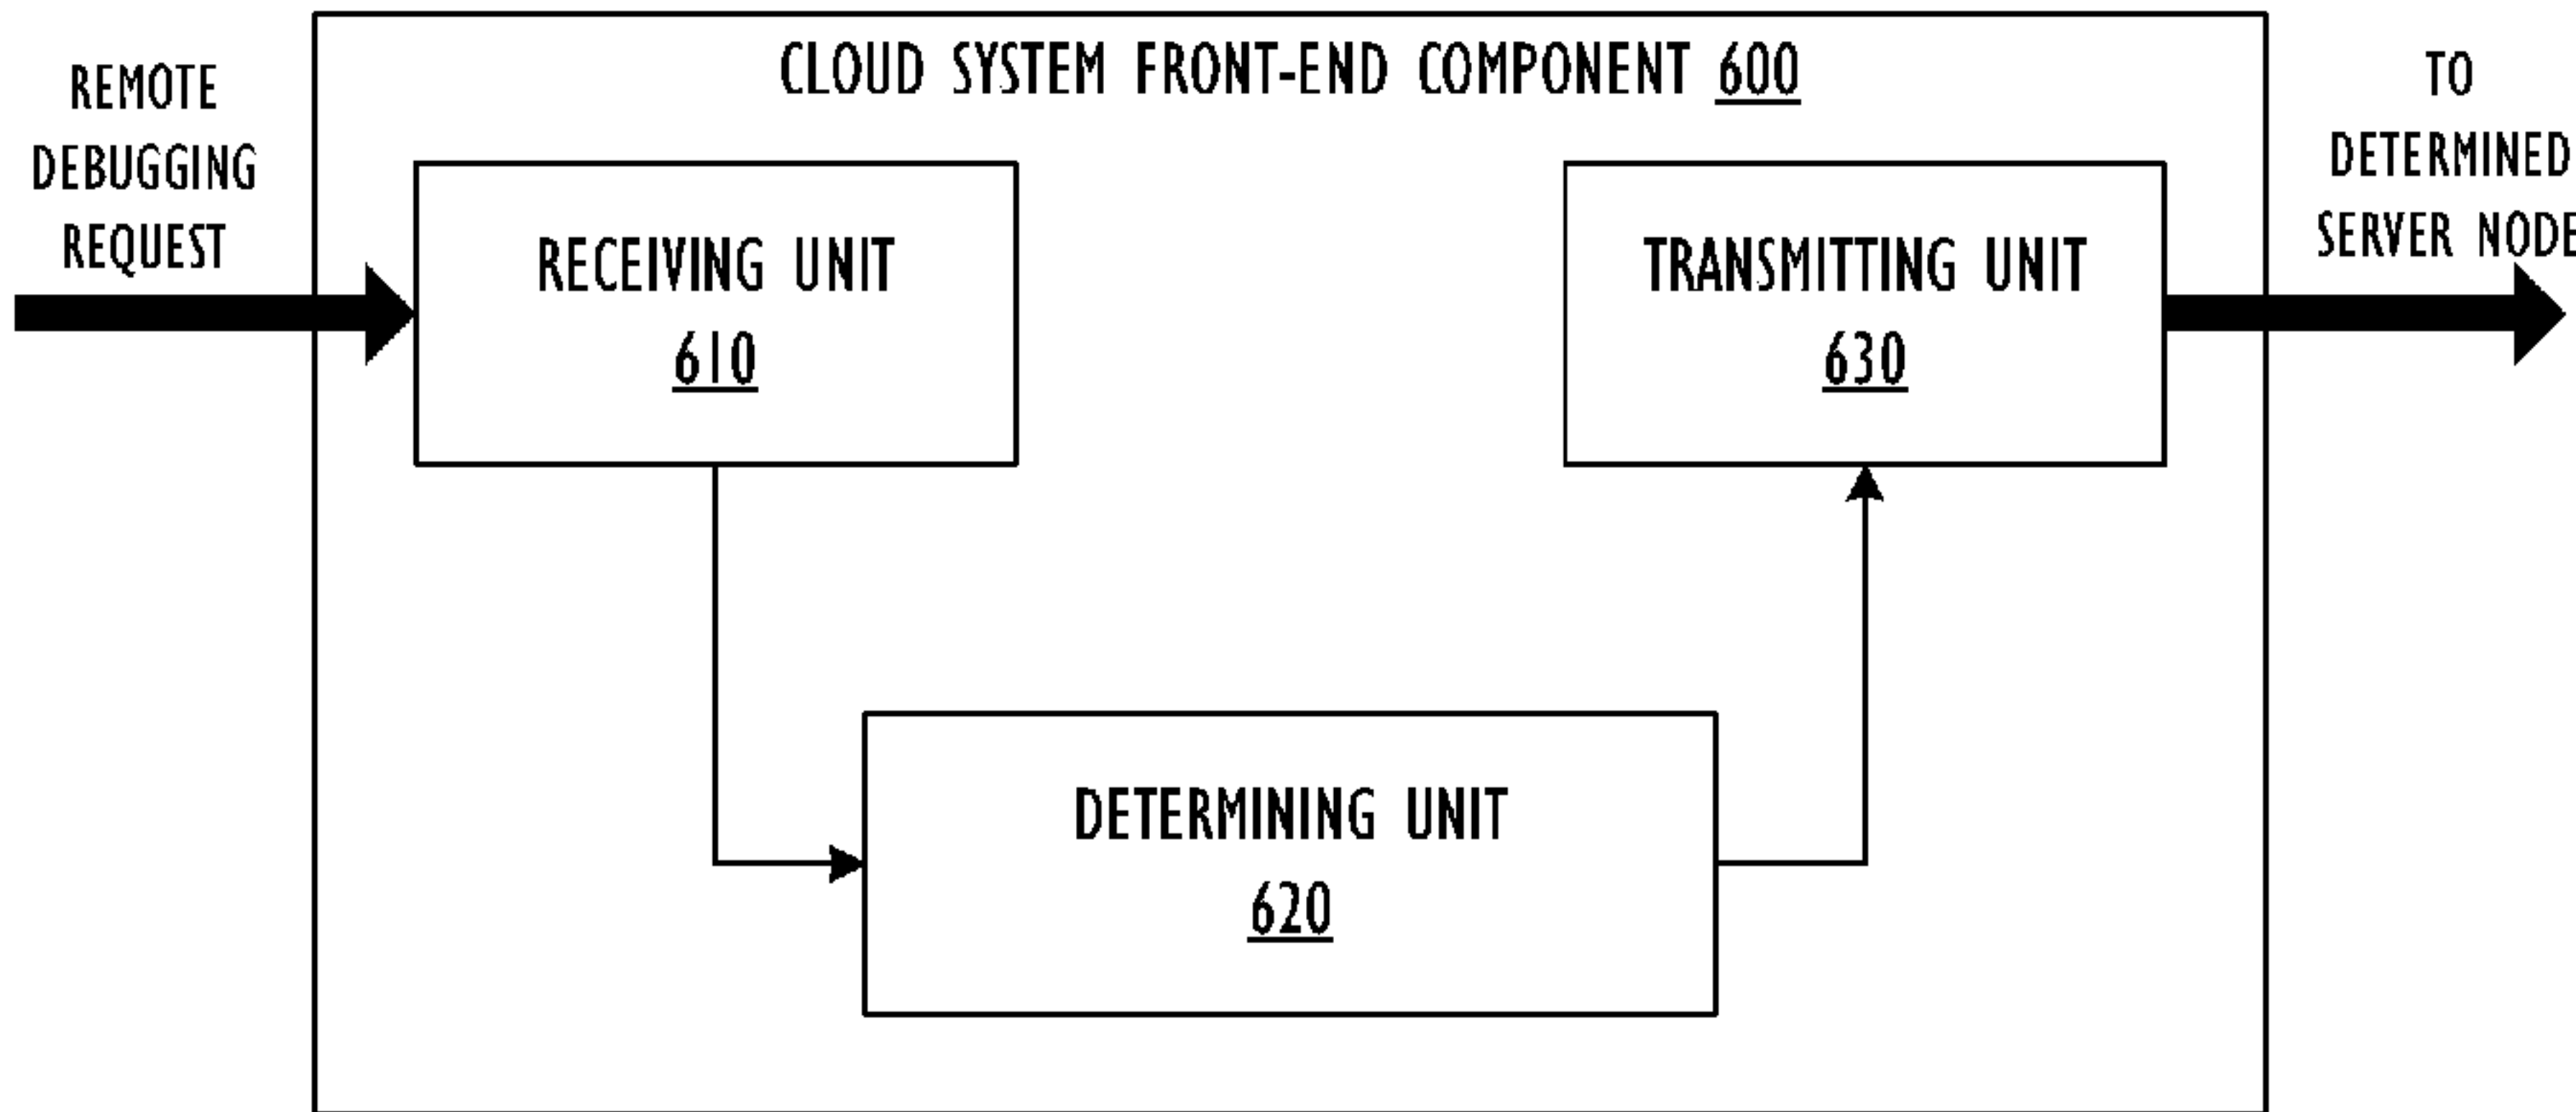 CLOUD SYSTEM FRONT-END COMPONENT 600
REMOTE
DEBUGGING
REQUEST
RECEIVING UNIT
610
TRANSMITTING UNIT
630
TO
DETERMINED
SERVER NODE
DETERMINING UNIT
620